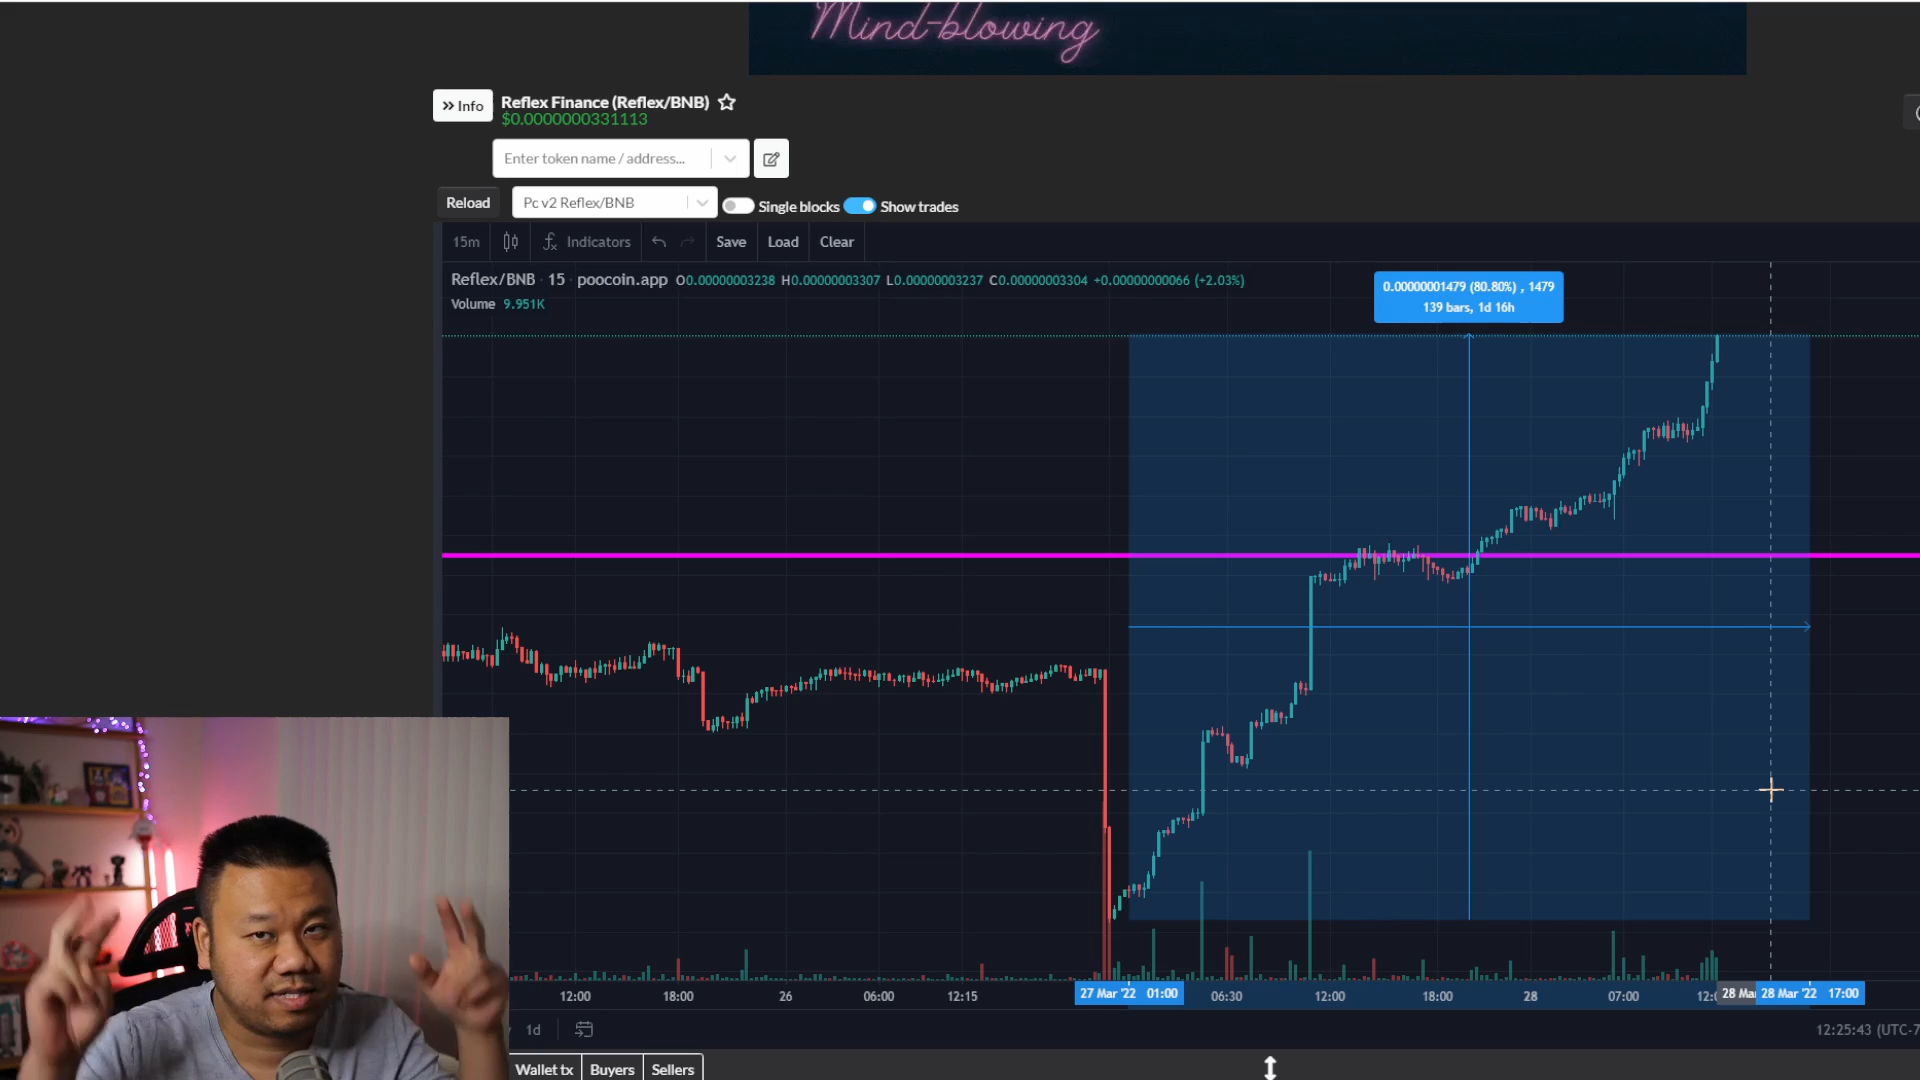 Mind-blowing
Info
Reflex Finance (Reflex/BNB)
$0.0000000331113
Enter token name / address...
Reload
Pc v2 Reflex/BNB
Single blocks
Show trades
15m
Indicators
Save
Load
Clear
Reflex/BNB · 15 · poocoin.app O0.00000003238 H0.00000003307 L0.00000003237 C0.00000003304 +0.00000000066 (+2.03%)
Volume 9.951K
0.00000001479 (80.80%) , 1479
139 bars, 1d 16h
12:00
18:00
26
06:00
12:15
27 Mar '22 01:00
06:30
12:00
18:00
28
07:00
28 Mar '22 17:00
1d
12:25:43 (UTC-7
Wallet tx
Buyers
Sellers